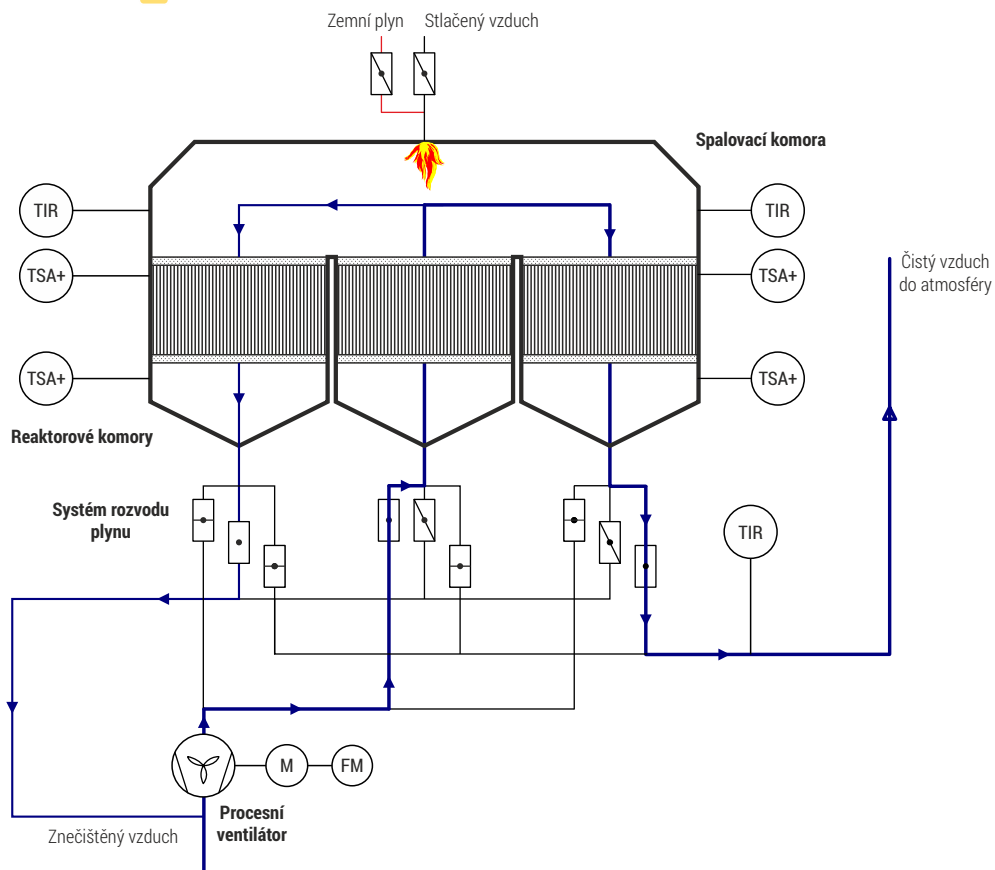 Zemní plyn
Stlačený vzduch
Spalovací komora
TIR
TIR
TSA+
TSA+
Čistý vzduch
do atmosféry
TSA+
TSA+
Reaktorové komory
Systém rozvodu
plynu
TIR
M
FM
Procesní
ventilátor
Znečištěný vzduch